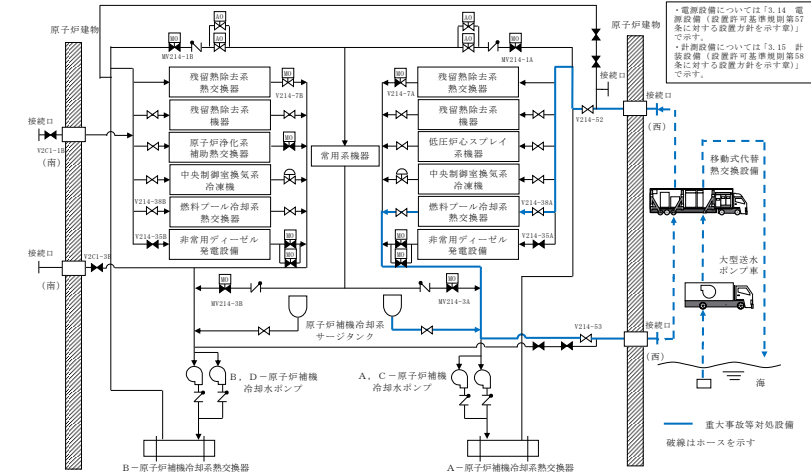 ・電源設備については「3.14 電
源設備(設置許可基準規則第57
条に対する設置方針を示す章)」
で示す。
・計測設備については「3.15 計
装設備(設置許可基準規則第58
条に対する設置方針を示す章)」
で示す。
原子炉建物
原子炉建物
AO
AO
AO
AO
MO
MO
MV214-1B
MV214-1A
残留熱除去系
熱交換器
MO
V214-7B
残留熱除去系
機器
原子炉浄化系
補助熱交換器
MO
中央制御室換気系
冷凍機
V214-38B
燃料プール冷却系
熱交換器
V214-35B
非常用ディーゼル
発電設備
MO
MO
常用系機器
MO
V214-7A
残留熱除去系
熱交換器
残留熱除去系
機器
低圧炉心スプレイ
系機器
中央制御室換気系
冷凍機
V214-38A
燃料プール冷却系
熱交換器
V214-35A
非常用ディーゼル
発電設備
MO
MO
接続口
V2C1-1B
(南)
接続口
V2C1-3B
(南)
接続口
V214-52
接続口
(西)
移動式代替
熱交換設備
大型送水
ポンプ車
MO
MV214-3B
MO
MV214-3A
原子炉補機冷却系
サージタンク
V214-53
接続口
(西)
海
B,D-原子炉補機
冷却水ポンプ
A,C-原子炉補機
冷却水ポンプ
B-原子炉補機冷却系熱交換器
A-原子炉補機冷却系熱交換器
重大事故等対処設備
破線はホースを示す